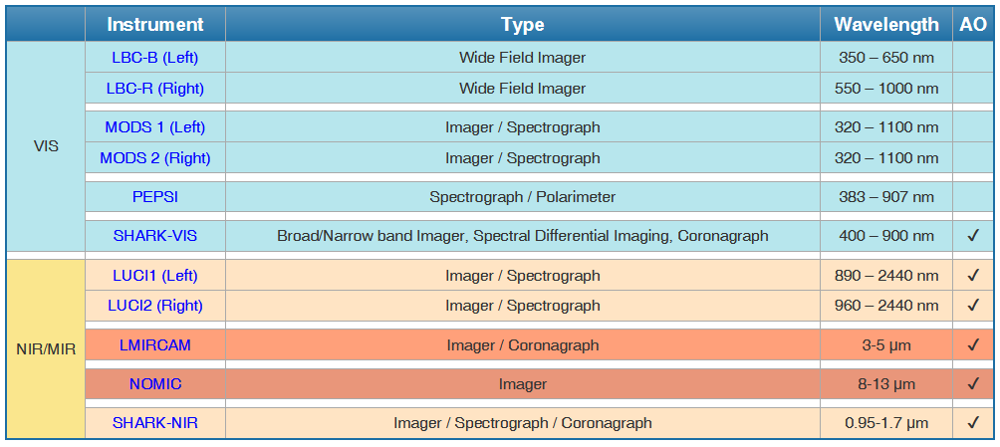 Instrument Type Wavelength AO
LBC-B (Left) Wide Field Imager 350 – 650 nm
LBC-R (Right) Wide Field Imager 550 – 1000 nm
MODS 1 (Left) Imager / Spectrograph 320 – 1100 nm
VIS
MODS 2 (Right) Imager / Spectrograph 320 – 1100 nm
PEPSI Spectrograph / Polarimeter 383 – 907 nm
SHARK-VIS Broad/Narrow band Imager, Spectral Differential Imaging, Coronagraph 400 – 900 nm ✓
LUCI1 (Left) Imager / Spectrograph 890 – 2440 nm ✓
LUCI2 (Right) Imager / Spectrograph 960 – 2440 nm ✓
NIR/MIR LMIRCAM Imager / Coronagraph 3-5 μm ✓
NOMIC Imager 8-13 μm ✓
SHARK-NIR Imager / Spectrograph / Coronagraph 0.95-1.7 μm ✓